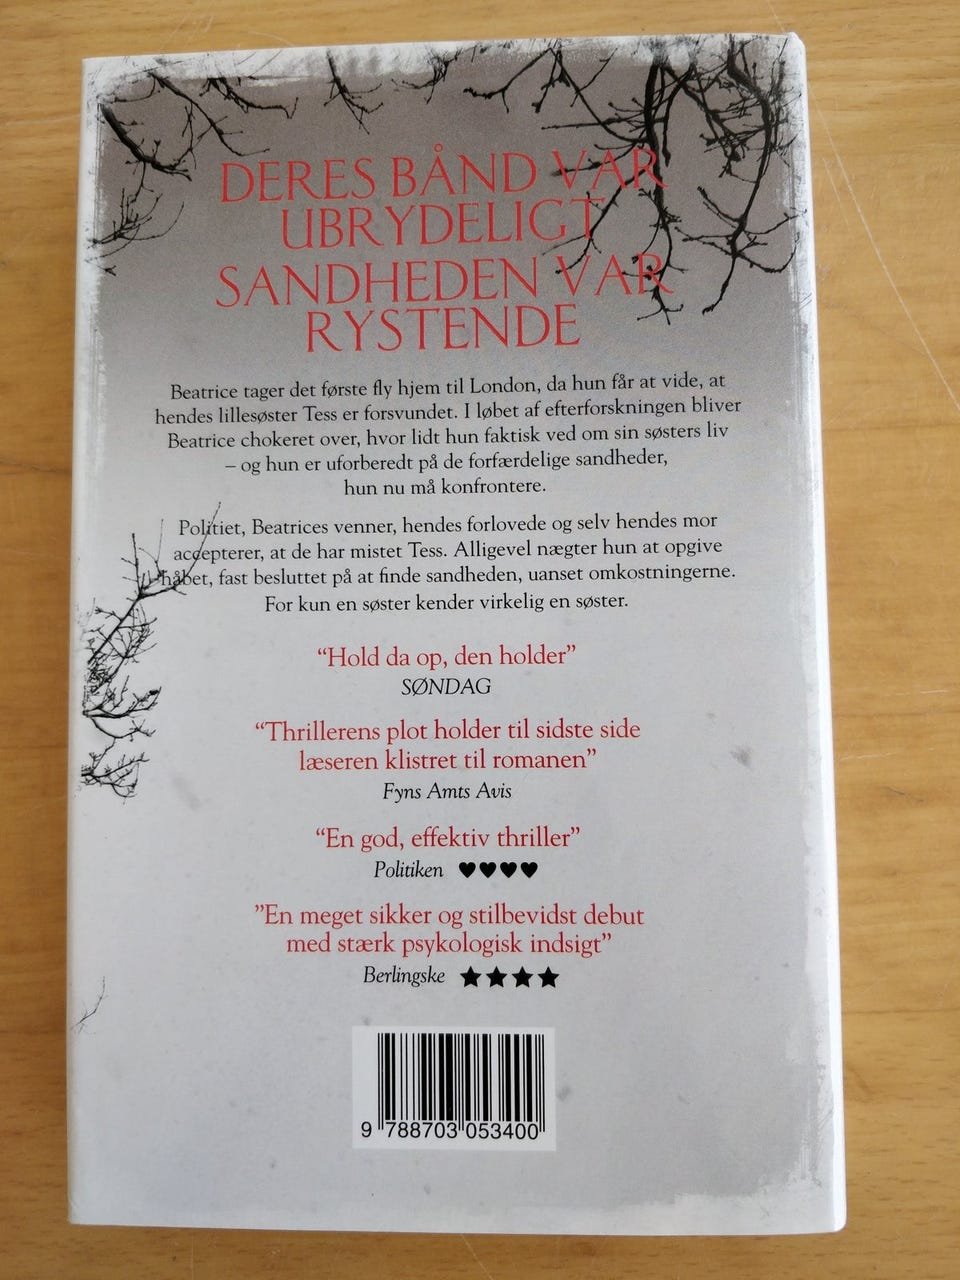 DERES BÅND VAR
UBRYDELIGT
SANDHEDEN VAR
RYSTENDE
Beatrice tager det første fly hjem til London, da hun får at vide, at
hendes lillesøster Tess er forsvundet. I løbet af efterforskningen bliver
Beatrice chokeret over, hvor lidt hun faktisk ved om sin søsters liv
– og hun er uforberedt på de forfærdelige sandheder,
hun nu må konfrontere.
Politiet, Beatrices venner, hendes forlovede og selv hendes mor
accepterer, at de har mistet Tess. Alligevel nægter hun at opgive
håbet, fast besluttet på at finde sandheden, uanset omkostningerne.
For kun en søster kender virkelig en søster.
“Hold da op, den holder”
SØNDAG
“Thrillerens plot holder til sidste side
læseren klistret til romanen”
Fyns Amts Avis
“En god, effektiv thriller”
Politiken ♥♥♥♥
”En meget sikker og stilbevidst debut
med stærk psykologisk indsigt”
Berlingske ★★★★
9 788703 053400